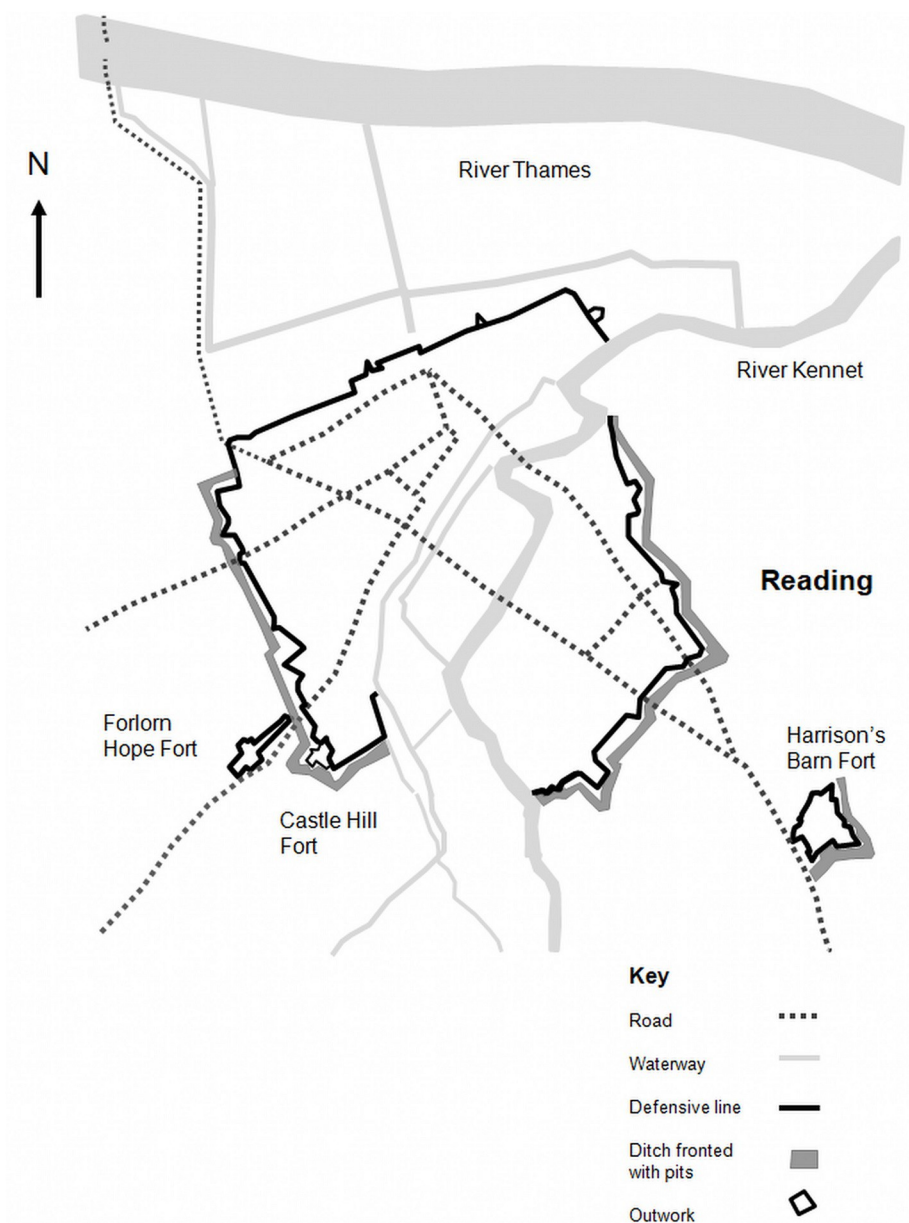 N
River Thames
River Kennet
Reading
Forlorn
Hope Fort
Harrison's
Barn Fort
Castle Hill
Fort
Key
Road
Waterway
Defensive line
Ditch fronted
with pits
Outwork